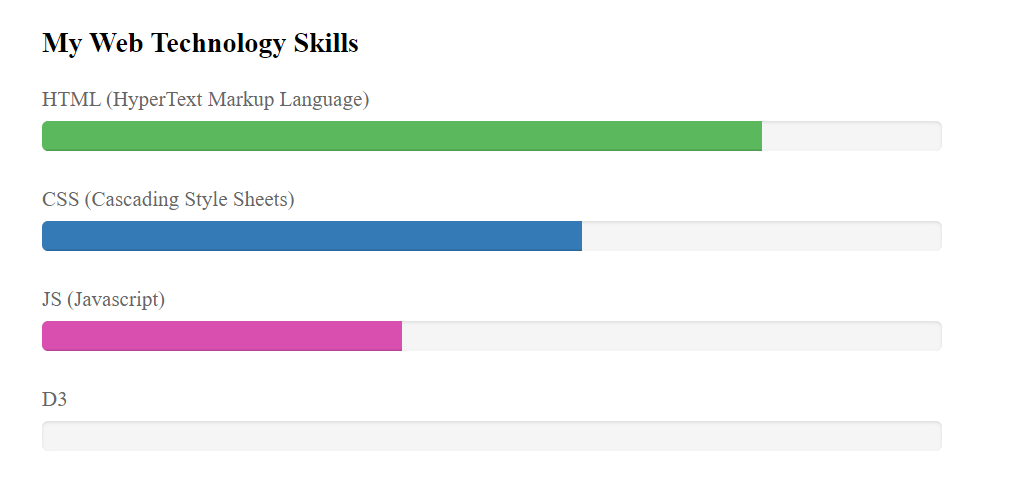 My Web Technology Skills
HTML (HyperText Markup Language)
CSS (Cascading Style Sheets)
JS (Javascript)
D3